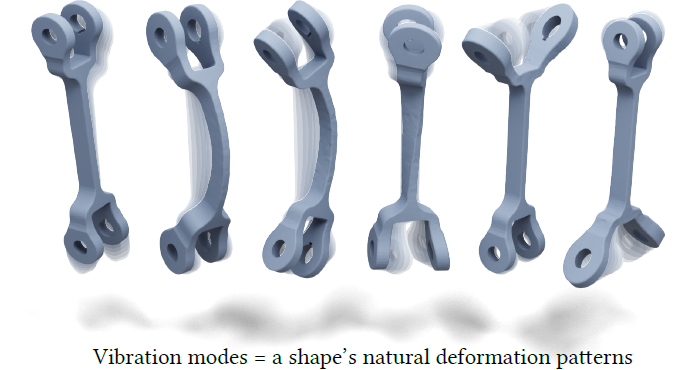 Vibration modes = a shape’s natural deformation patterns